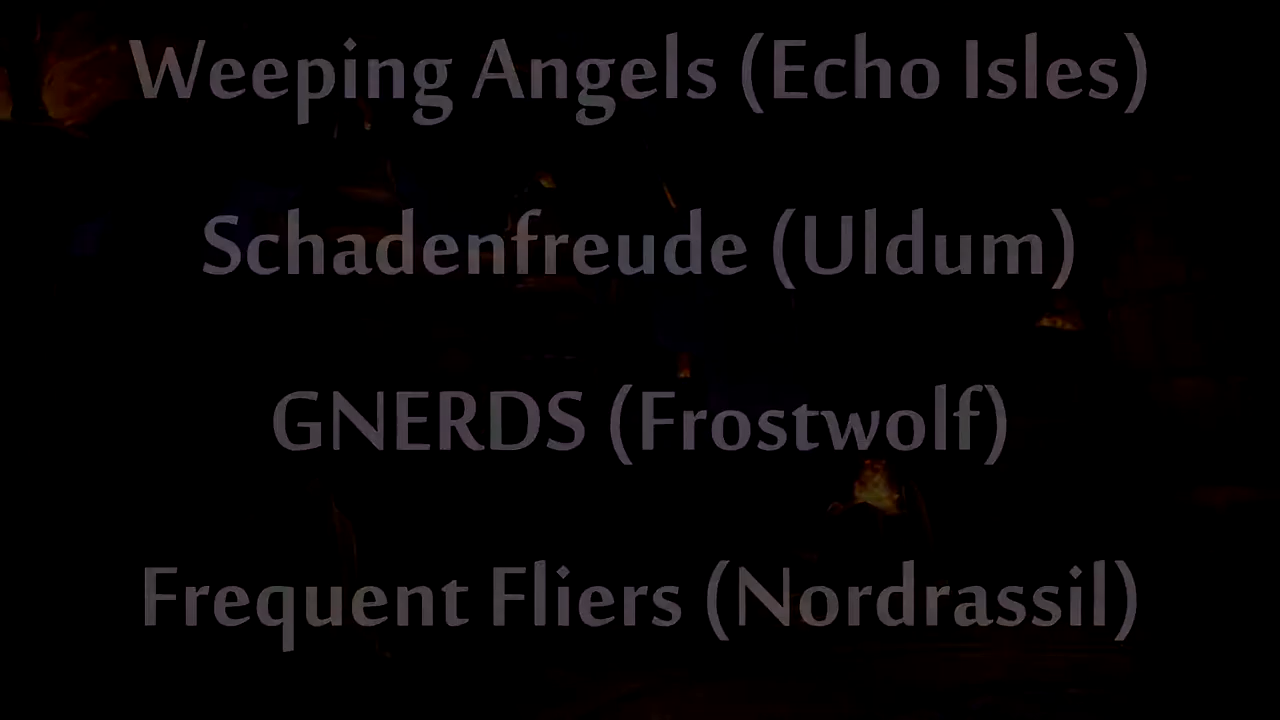 Weeping Angels (Echo Isles)
Schadenfreude (Uldum)
GNERDS (Frostwolf)
Frequent Fliers (Nordrassil)